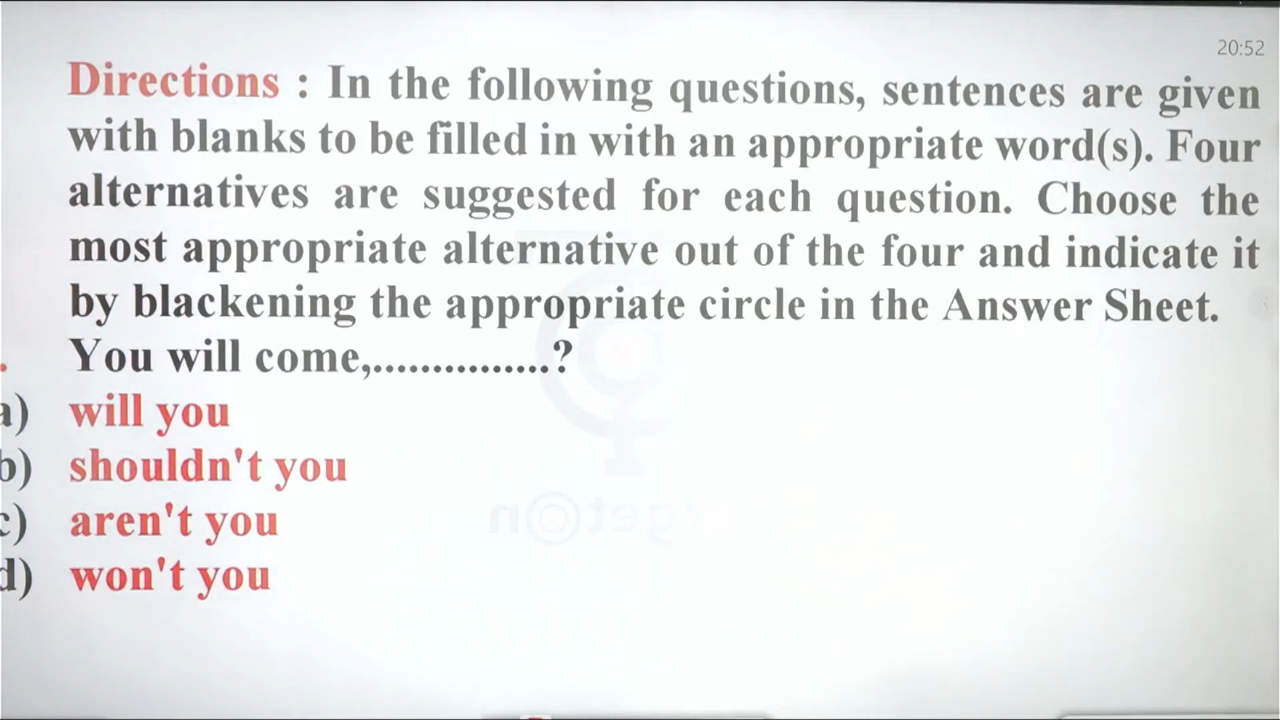 20:52
Directions : In the following questions, sentences are given
with blanks to be filled in with an appropriate word(s). Four
alternatives are suggested for each question. Choose the
most appropriate alternative out of the four and indicate it
by blackening the appropriate circle in the Answer Sheet.
. You will come,...............?
a) will you
b) shouldn't you
c) aren't you
d) won't you